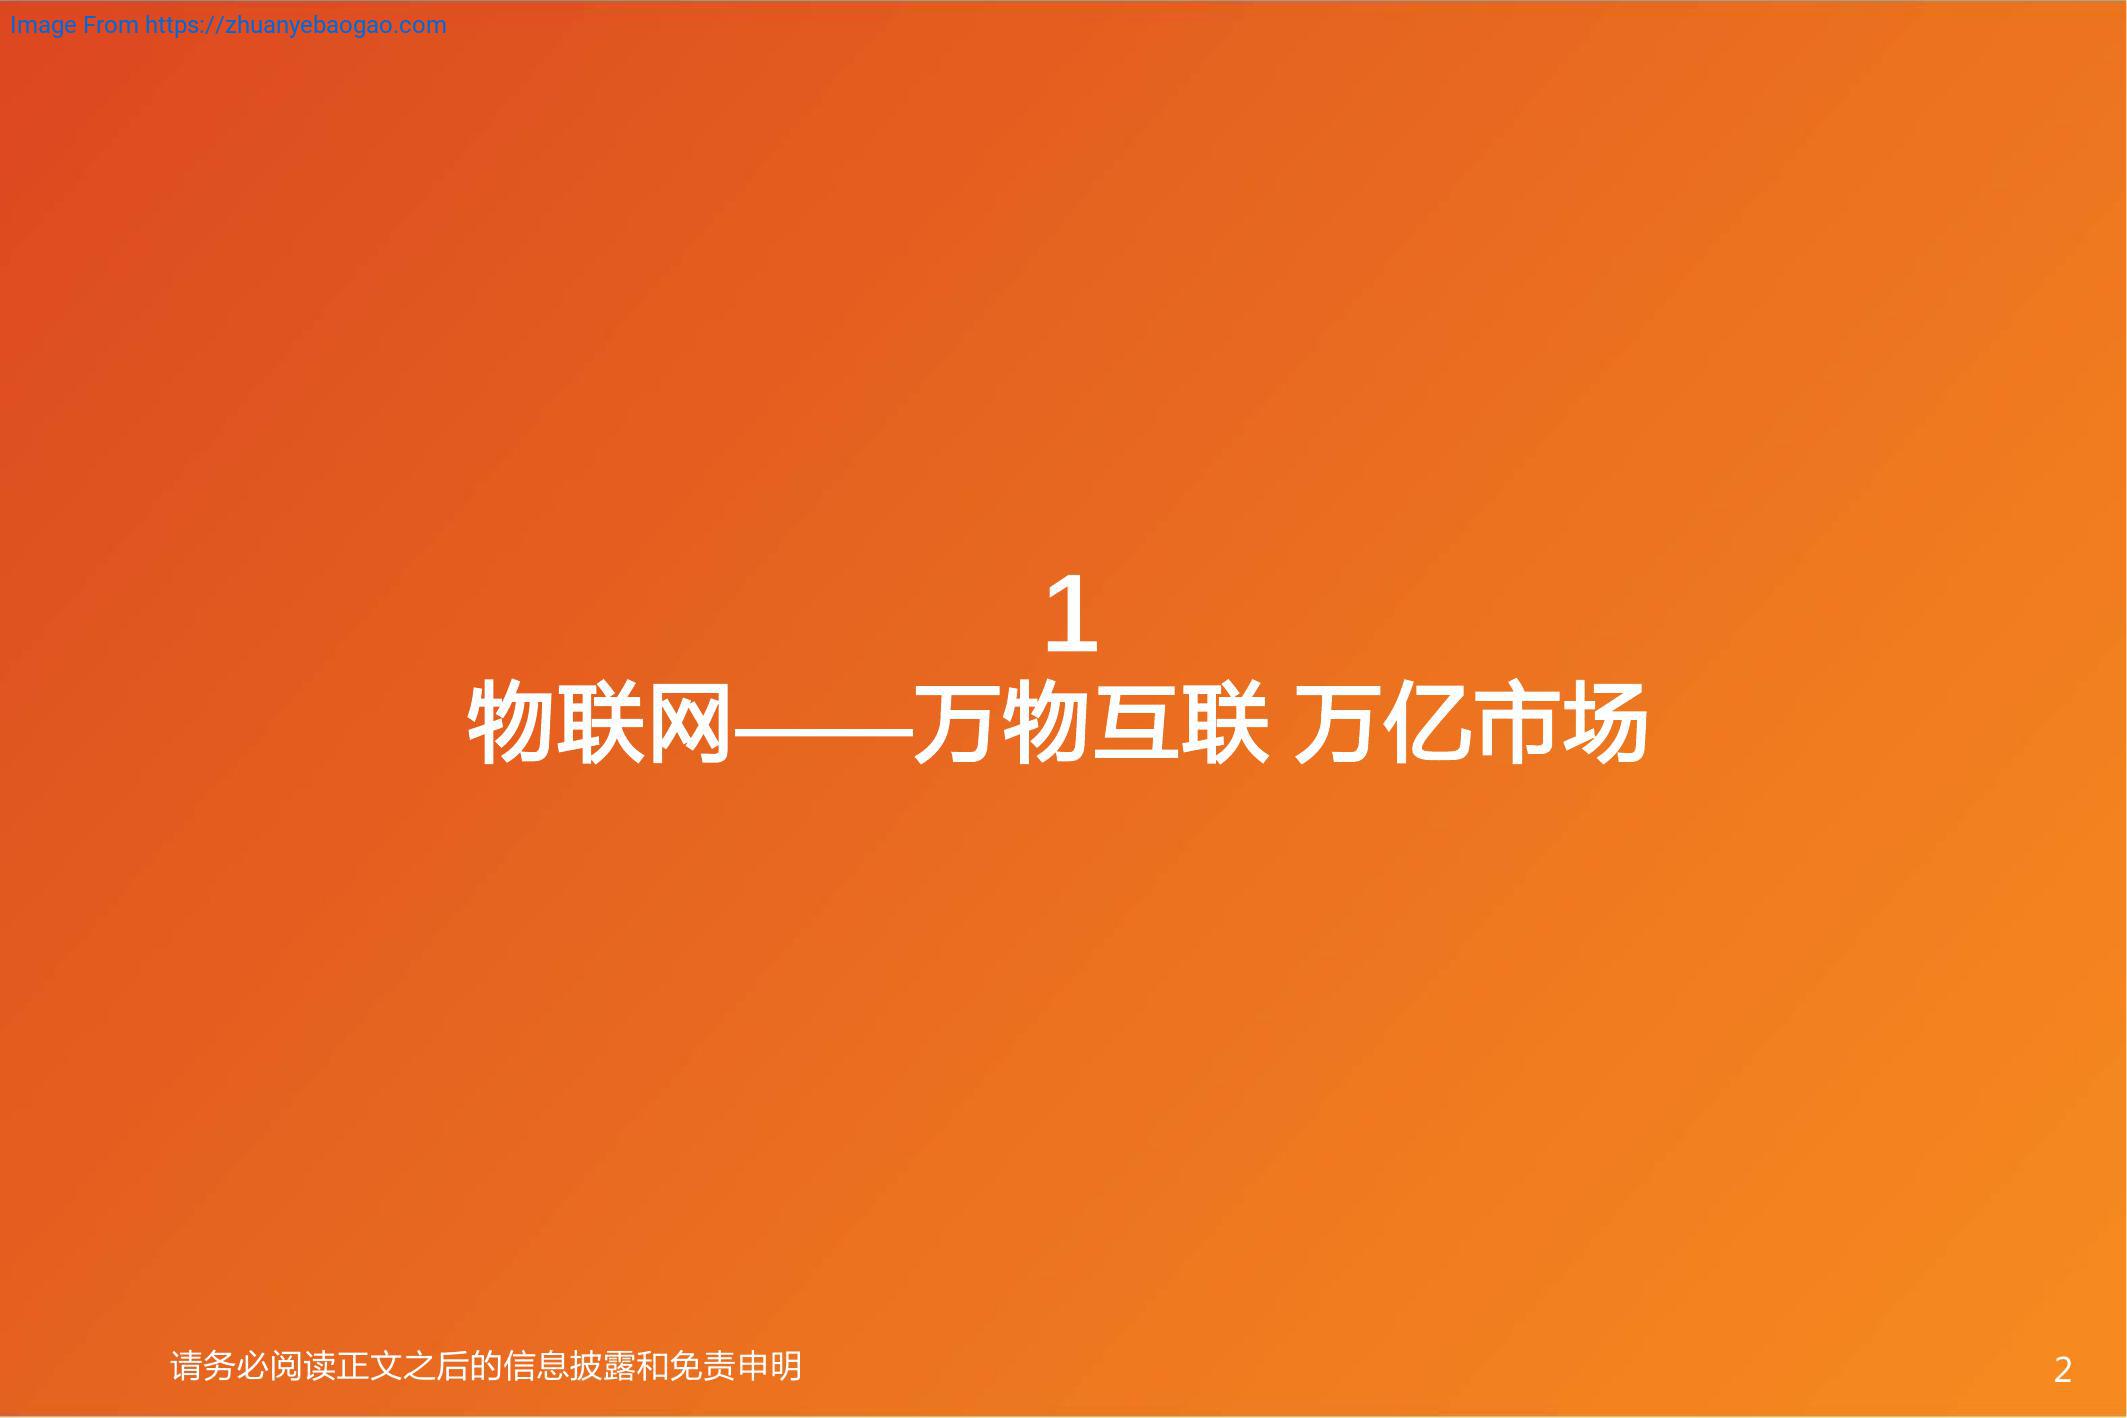 Image From https://zhuanyebaogao.com
1
物联网——万物互联 万亿市场
请务必阅读正文之后的信息披露和免责申明
2